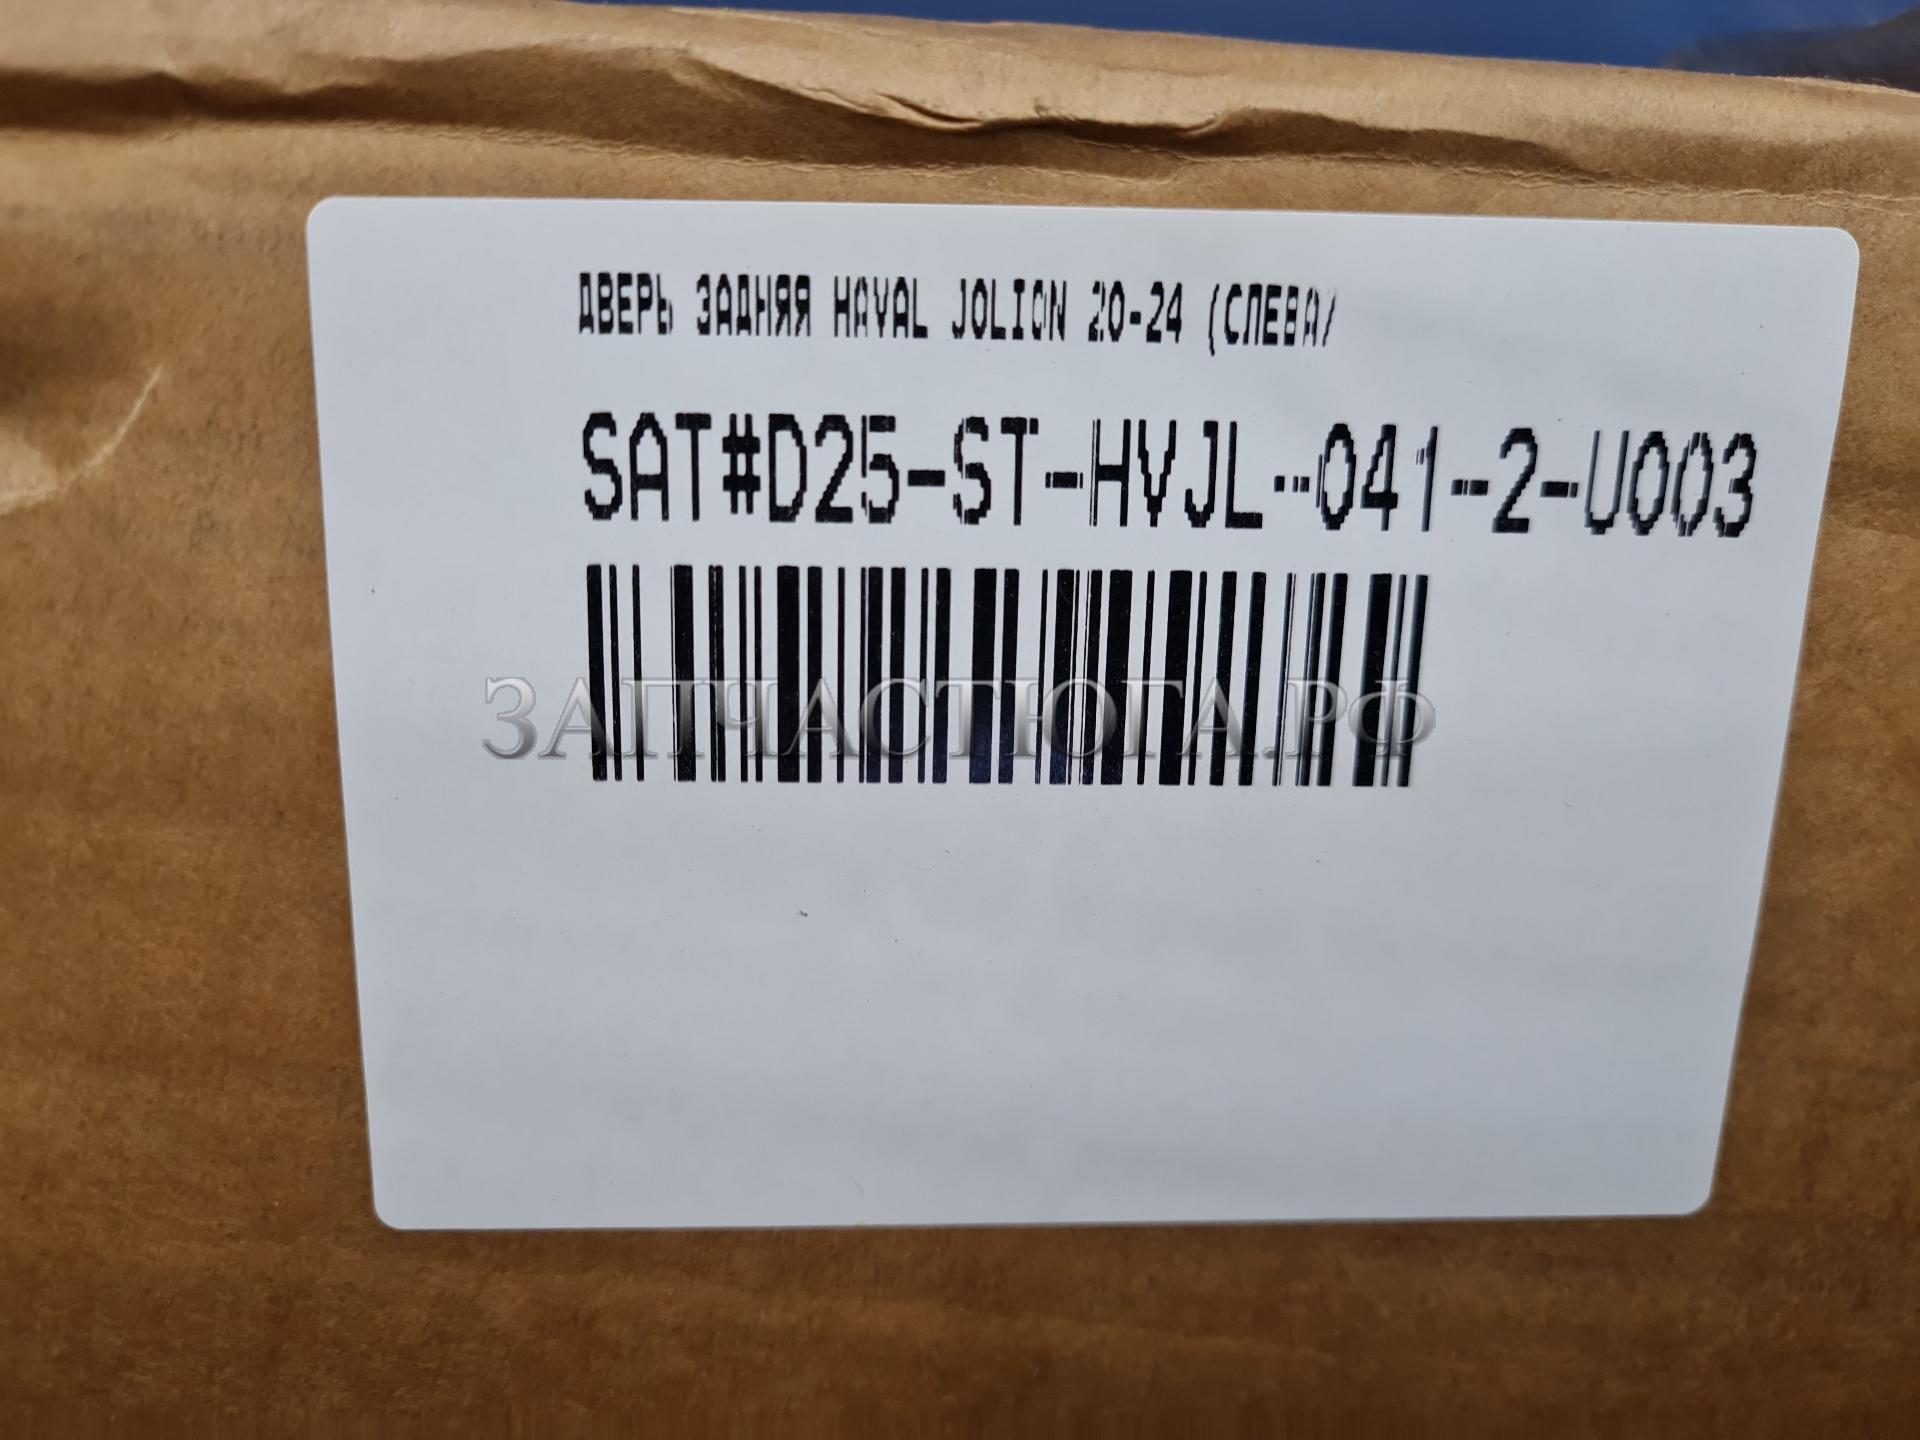 ДВЕРЬ ЗАДНЯЯ HAVAL JOLION 20-24 (СЛЕВА/
SAT#D25-ST-HVJL-041-2-U003
ЗАПЧАСТЮГА.РФ